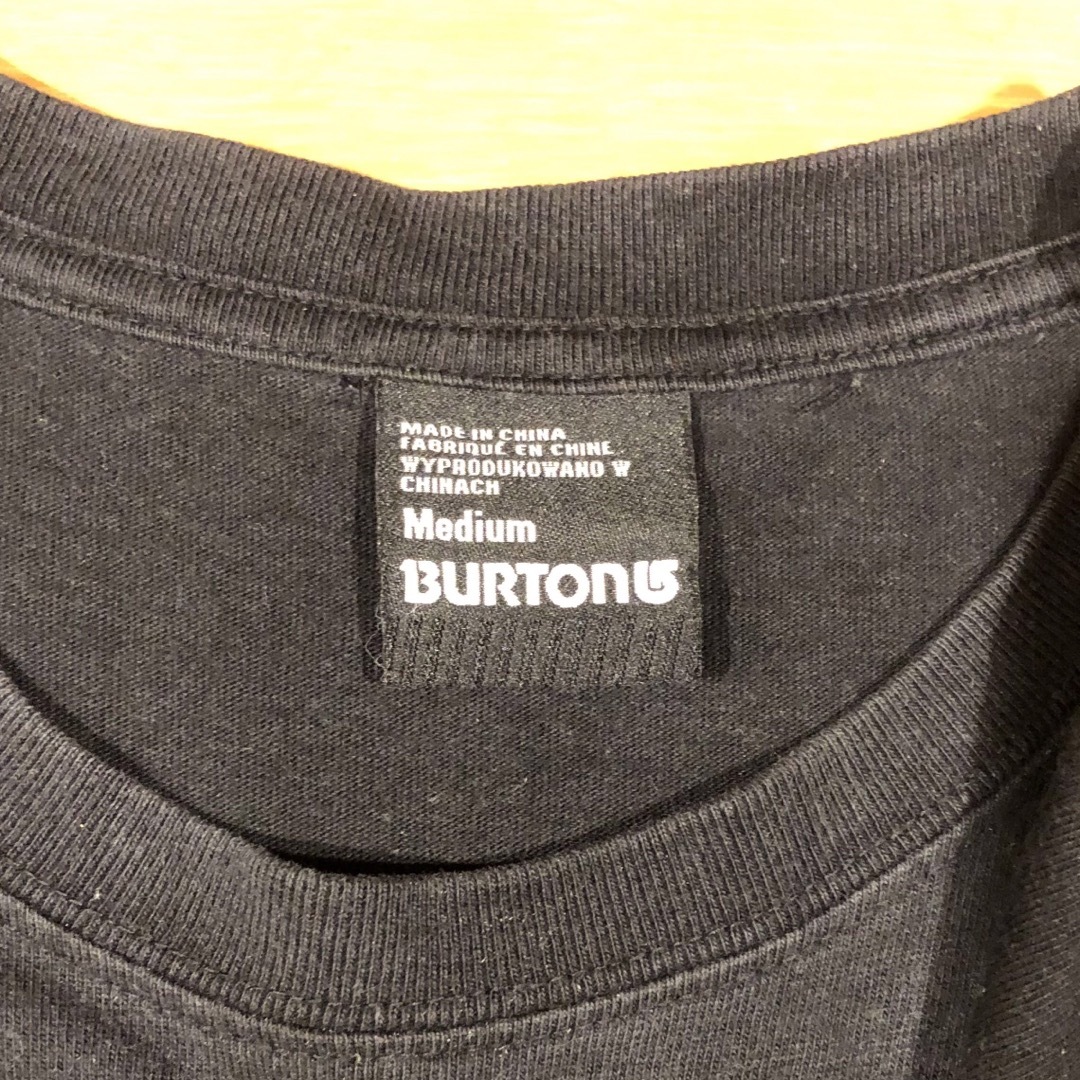 MADE IN CHINA
FABRIQUÉ EN CHINE
WYPRODUKOWANO W
CHINACH
Medium
BURTON